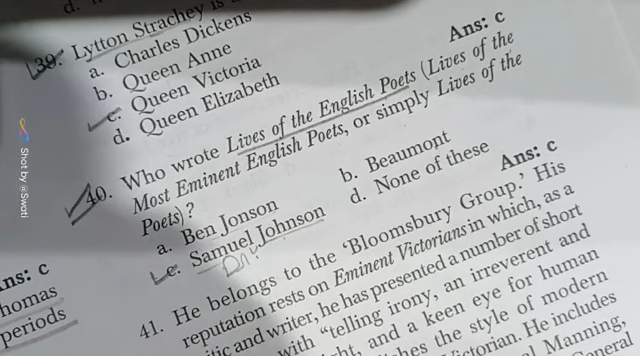 d.
39. Lytton Strachey is
a. Charles Dickens
b. Queen Anne
c. Queen Victoria
d. Queen Elizabeth
Ans: c
40. Who wrote Lives of the English Poets (Lives of the
Most Eminent English Poets, or simply Lives of the
Poets)?
a. Ben Jonson
b. Beaumont
c. Samuel Johnson
d. None of these
Dr.
Ans: c
41. He belongs to the 'Bloomsbury Group.' His
reputation rests on Eminent Victorians in which, as a
and writer, he has presented a number of short
with "telling irony, an irreverent and
and a keen eye for human
the style of modern
He includes
Manning,
homas
periods
Shot by @Swati